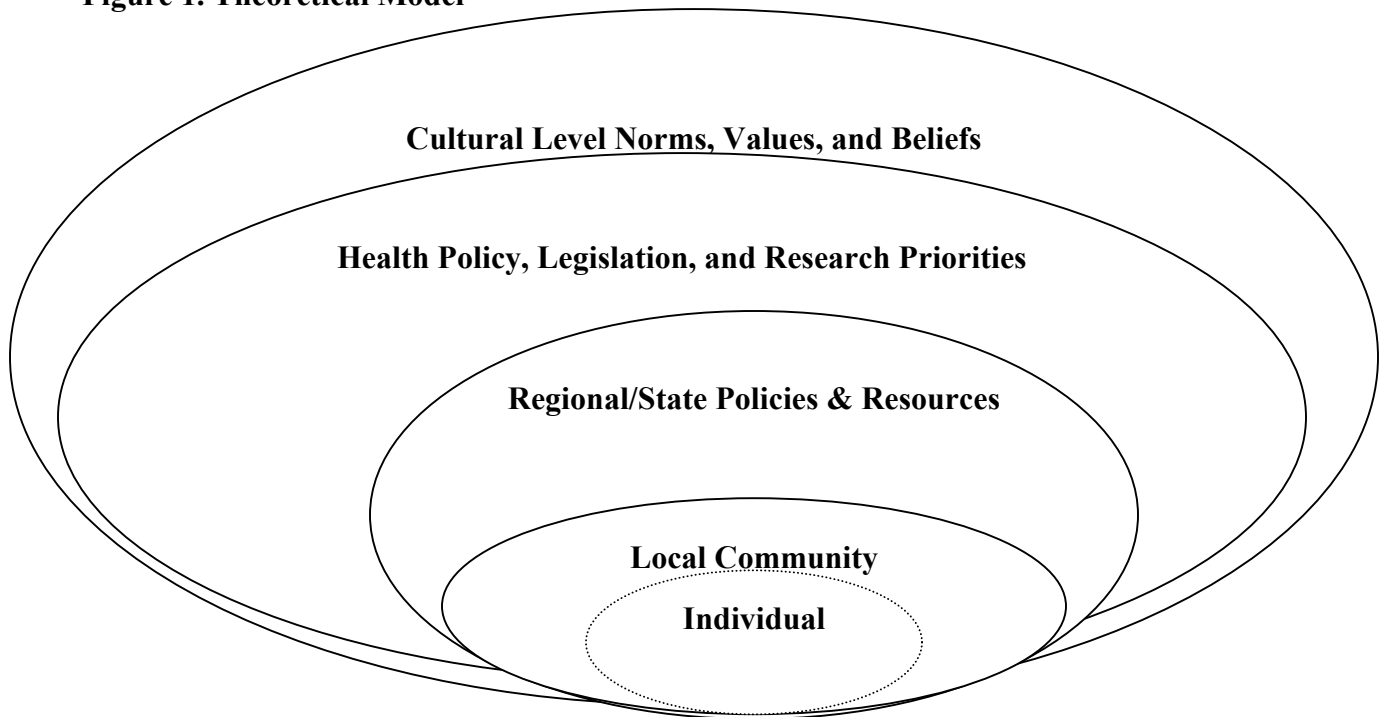 Figure 1. Theoretical Model
Cultural Level Norms, Values, and Beliefs
Health Policy, Legislation, and Research Priorities
Regional/State Policies & Resources
Local Community
Individual